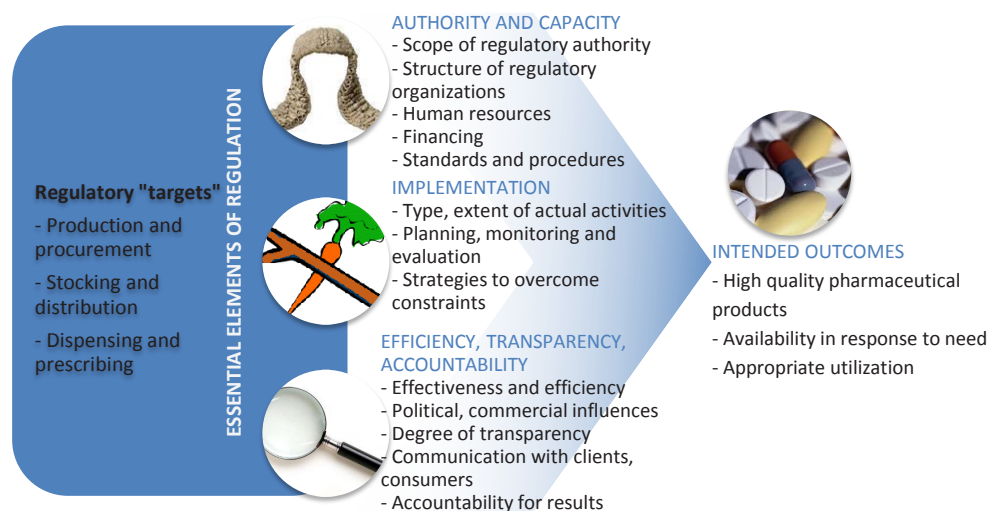 Regulatory "targets"
- Production and
procurement
- Stocking and
distribution
- Dispensing and
prescribing
ESSENTIAL ELEMENTS OF REGULATION
AUTHORITY AND CAPACITY
- Scope of regulatory authority
- Structure of regulatory
organizations
- Human resources
- Financing
- Standards and procedures
IMPLEMENTATION
- Type, extent of actual activities
- Planning, monitoring and
evaluation
- Strategies to overcome
constraints
EFFICIENCY, TRANSPARENCY,
ACCOUNTABILITY
- Effectiveness and efficiency
- Political, commercial influences
- Degree of transparency
- Communication with clients,
consumers
- Accountability for results
INTENDED OUTCOMES
- High quality pharmaceutical
products
- Availability in response to need
- Appropriate utilization